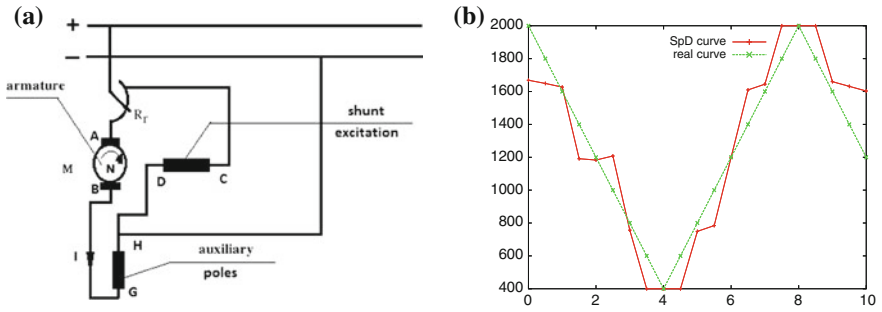 (a)
+
−
armature
R_r
A
M
N
B
shunt
excitation
D
C
H
I
auxiliary
poles
G
(b)
2000
1800
1600
1400
1200
1000
800
600
400
SpD curve
real curve
0
2
4
6
8
10